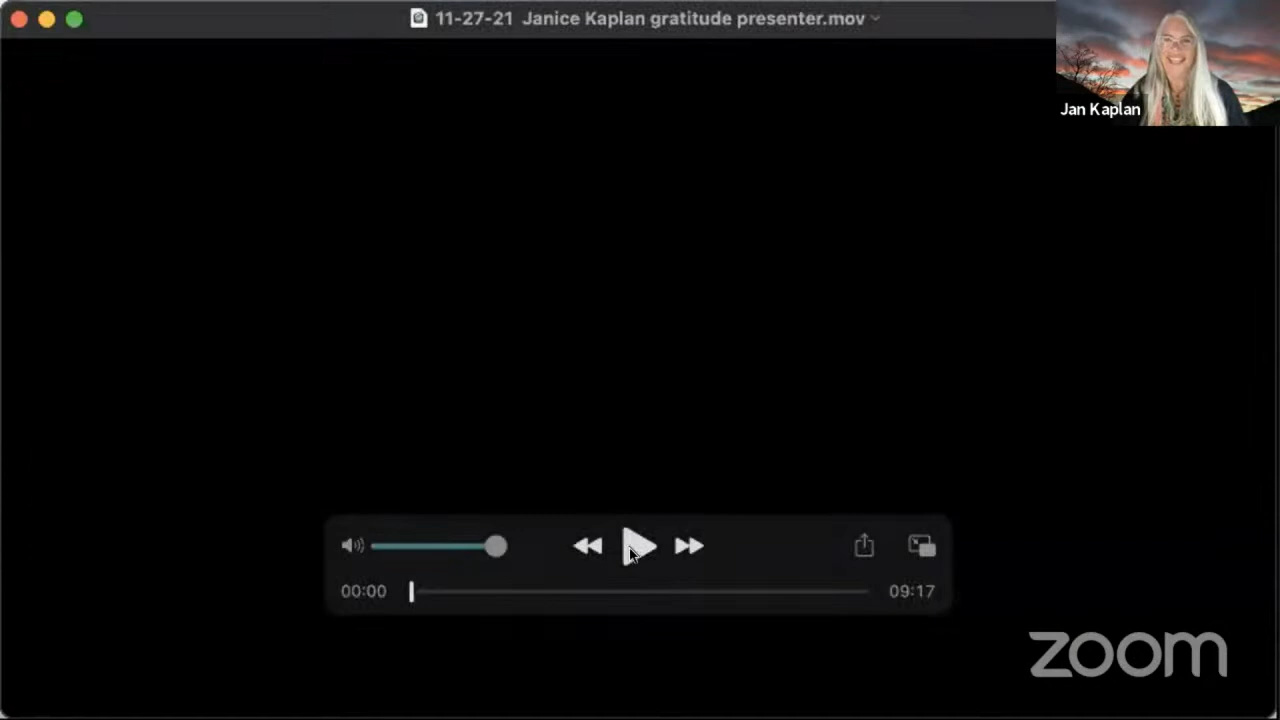 11-27-21 Janice Kaplan gratitude presenter.mov
Jan Kaplan
00:00
09:17
zoom